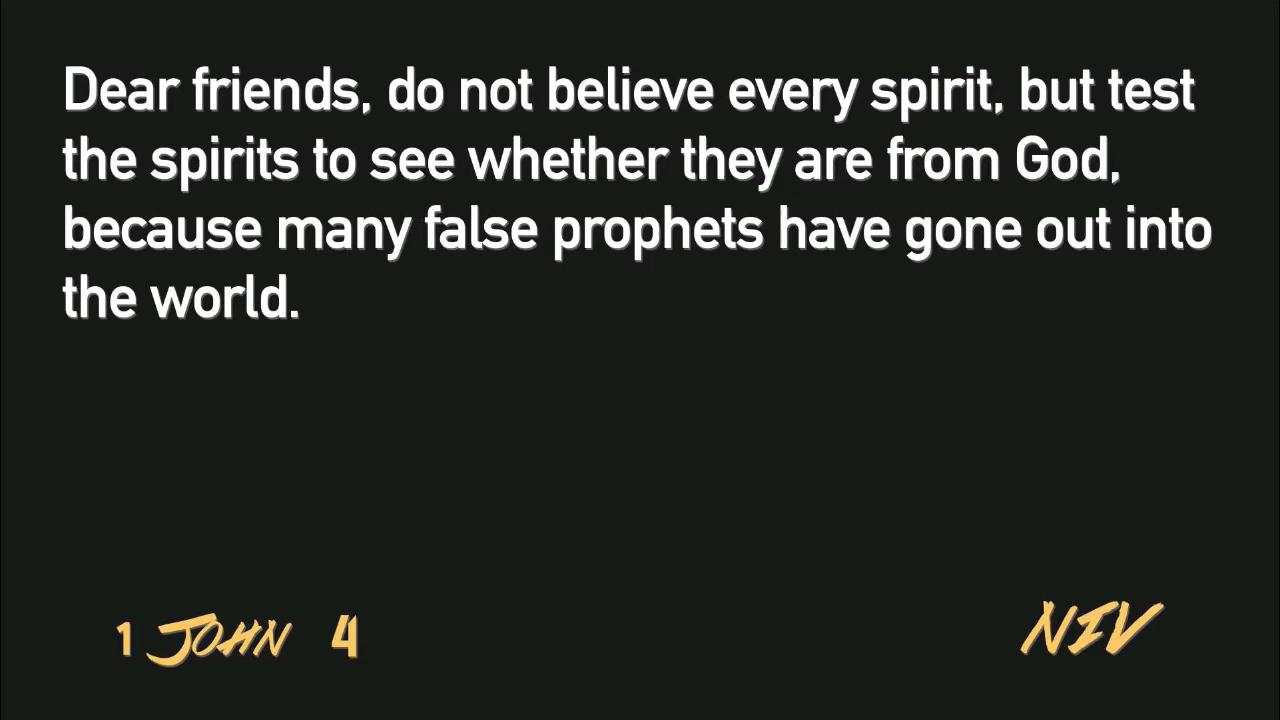 Dear friends, do not believe every spirit, but test
the spirits to see whether they are from God,
because many false prophets have gone out into
the world.
1 JOHN 4
NIV